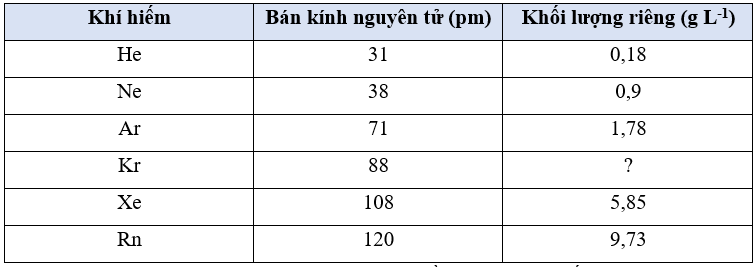 Khí hiếm Bán kính nguyên tử (pm) Khối lượng riêng (g L-1)
He 31 0,18
Ne 38 0,9
Ar 71 1,78
Kr 88 ?
Xe 108 5,85
Rn 120 9,73